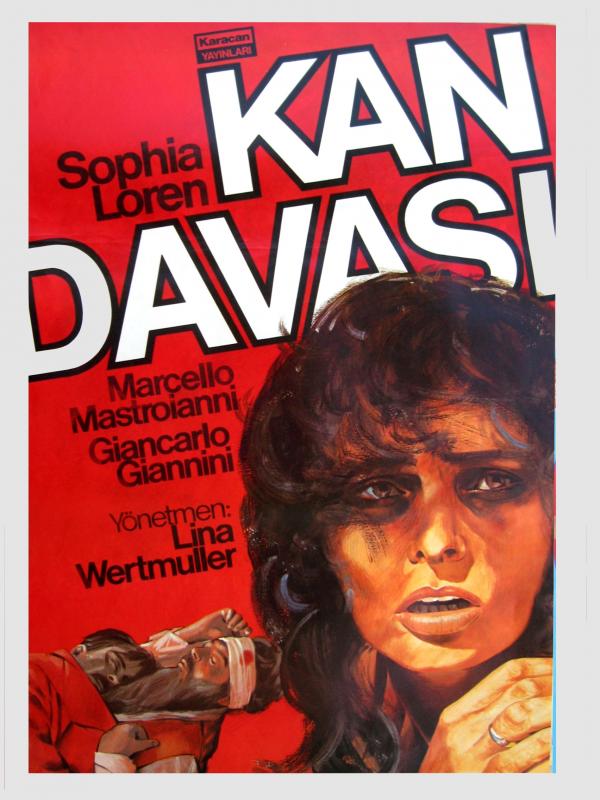 Karacan
YAYINLARI
KAN
DAVASI
Sophia
Loren
Marcello
Mastroianni
Giancarlo
Giannini
Yönetmen:
Lina
Wertmuller